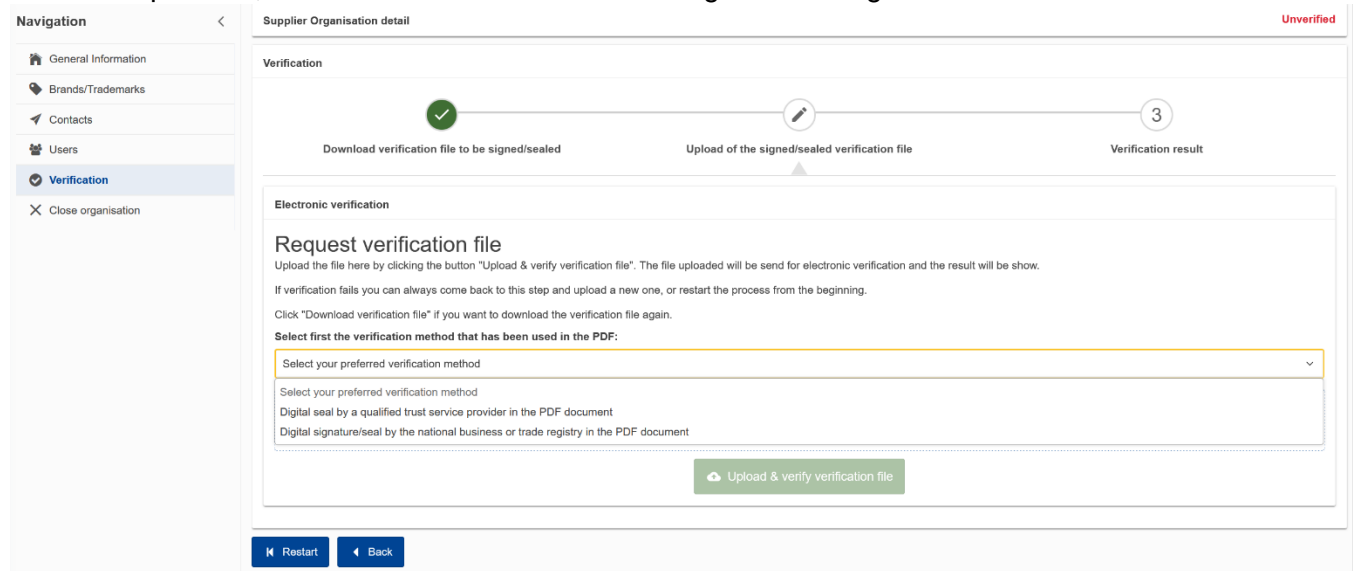 Navigation
Supplier Organisation detail
Unverified
General Information
Brands/Trademarks
Contacts
Users
Verification
Close organisation
Verification
3
Download verification file to be signed/sealed
Upload of the signed/sealed verification file
Verification result
Electronic verification
Request verification file
Upload the file here by clicking the button "Upload & verify verification file". The file uploaded will be send for electronic verification and the result will be show.
If verification fails you can always come back to this step and upload a new one, or restart the process from the beginning.
Click "Download verification file" if you want to download the verification file again.
Select first the verification method that has been used in the PDF:
Select your preferred verification method
Select your preferred verification method
Digital seal by a qualified trust service provider in the PDF document
Digital signature/seal by the national business or trade registry in the PDF document
Upload & verify verification file
Restart
Back